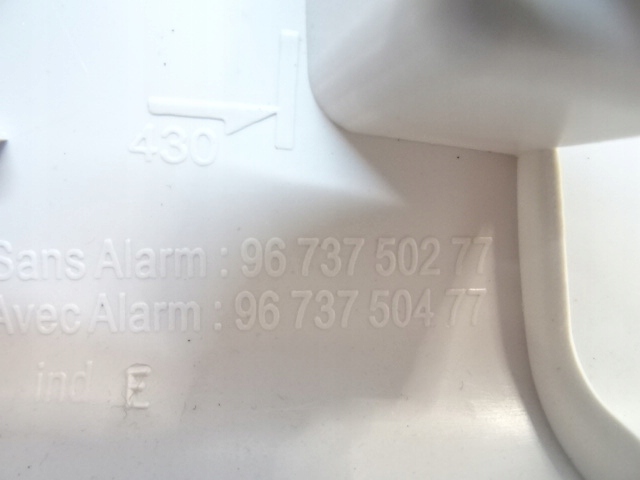 430
Sans Alarm : 96 737 502 77
Avec Alarm : 96 737 504 77
ind. E